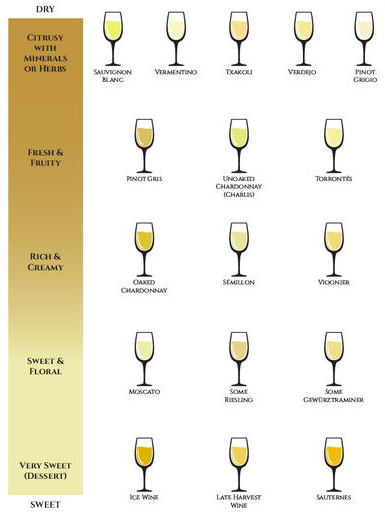 DRY
CITRUSY
WITH
MINERALS
OR HERBS
SAUVIGNON
BLANC
VERMENTINO
TXAKOLI
VERDEJO
PINOT
GRIGIO
FRESH &
FRUITY
PINOT GRIS
UNOAKED
CHARDONNAY
(CHABLIS)
TORRONTÉS
RICH &
CREAMY
OAKED
CHARDONNAY
SÉMILLON
VIOGNIER
SWEET &
FLORAL
MOSCATO
SOME
RIESLING
SOME
GEWÜRZTRAMINER
VERY SWEET
(DESSERT)
ICE WINE
LATE HARVEST
WINE
SAUTERNES
SWEET